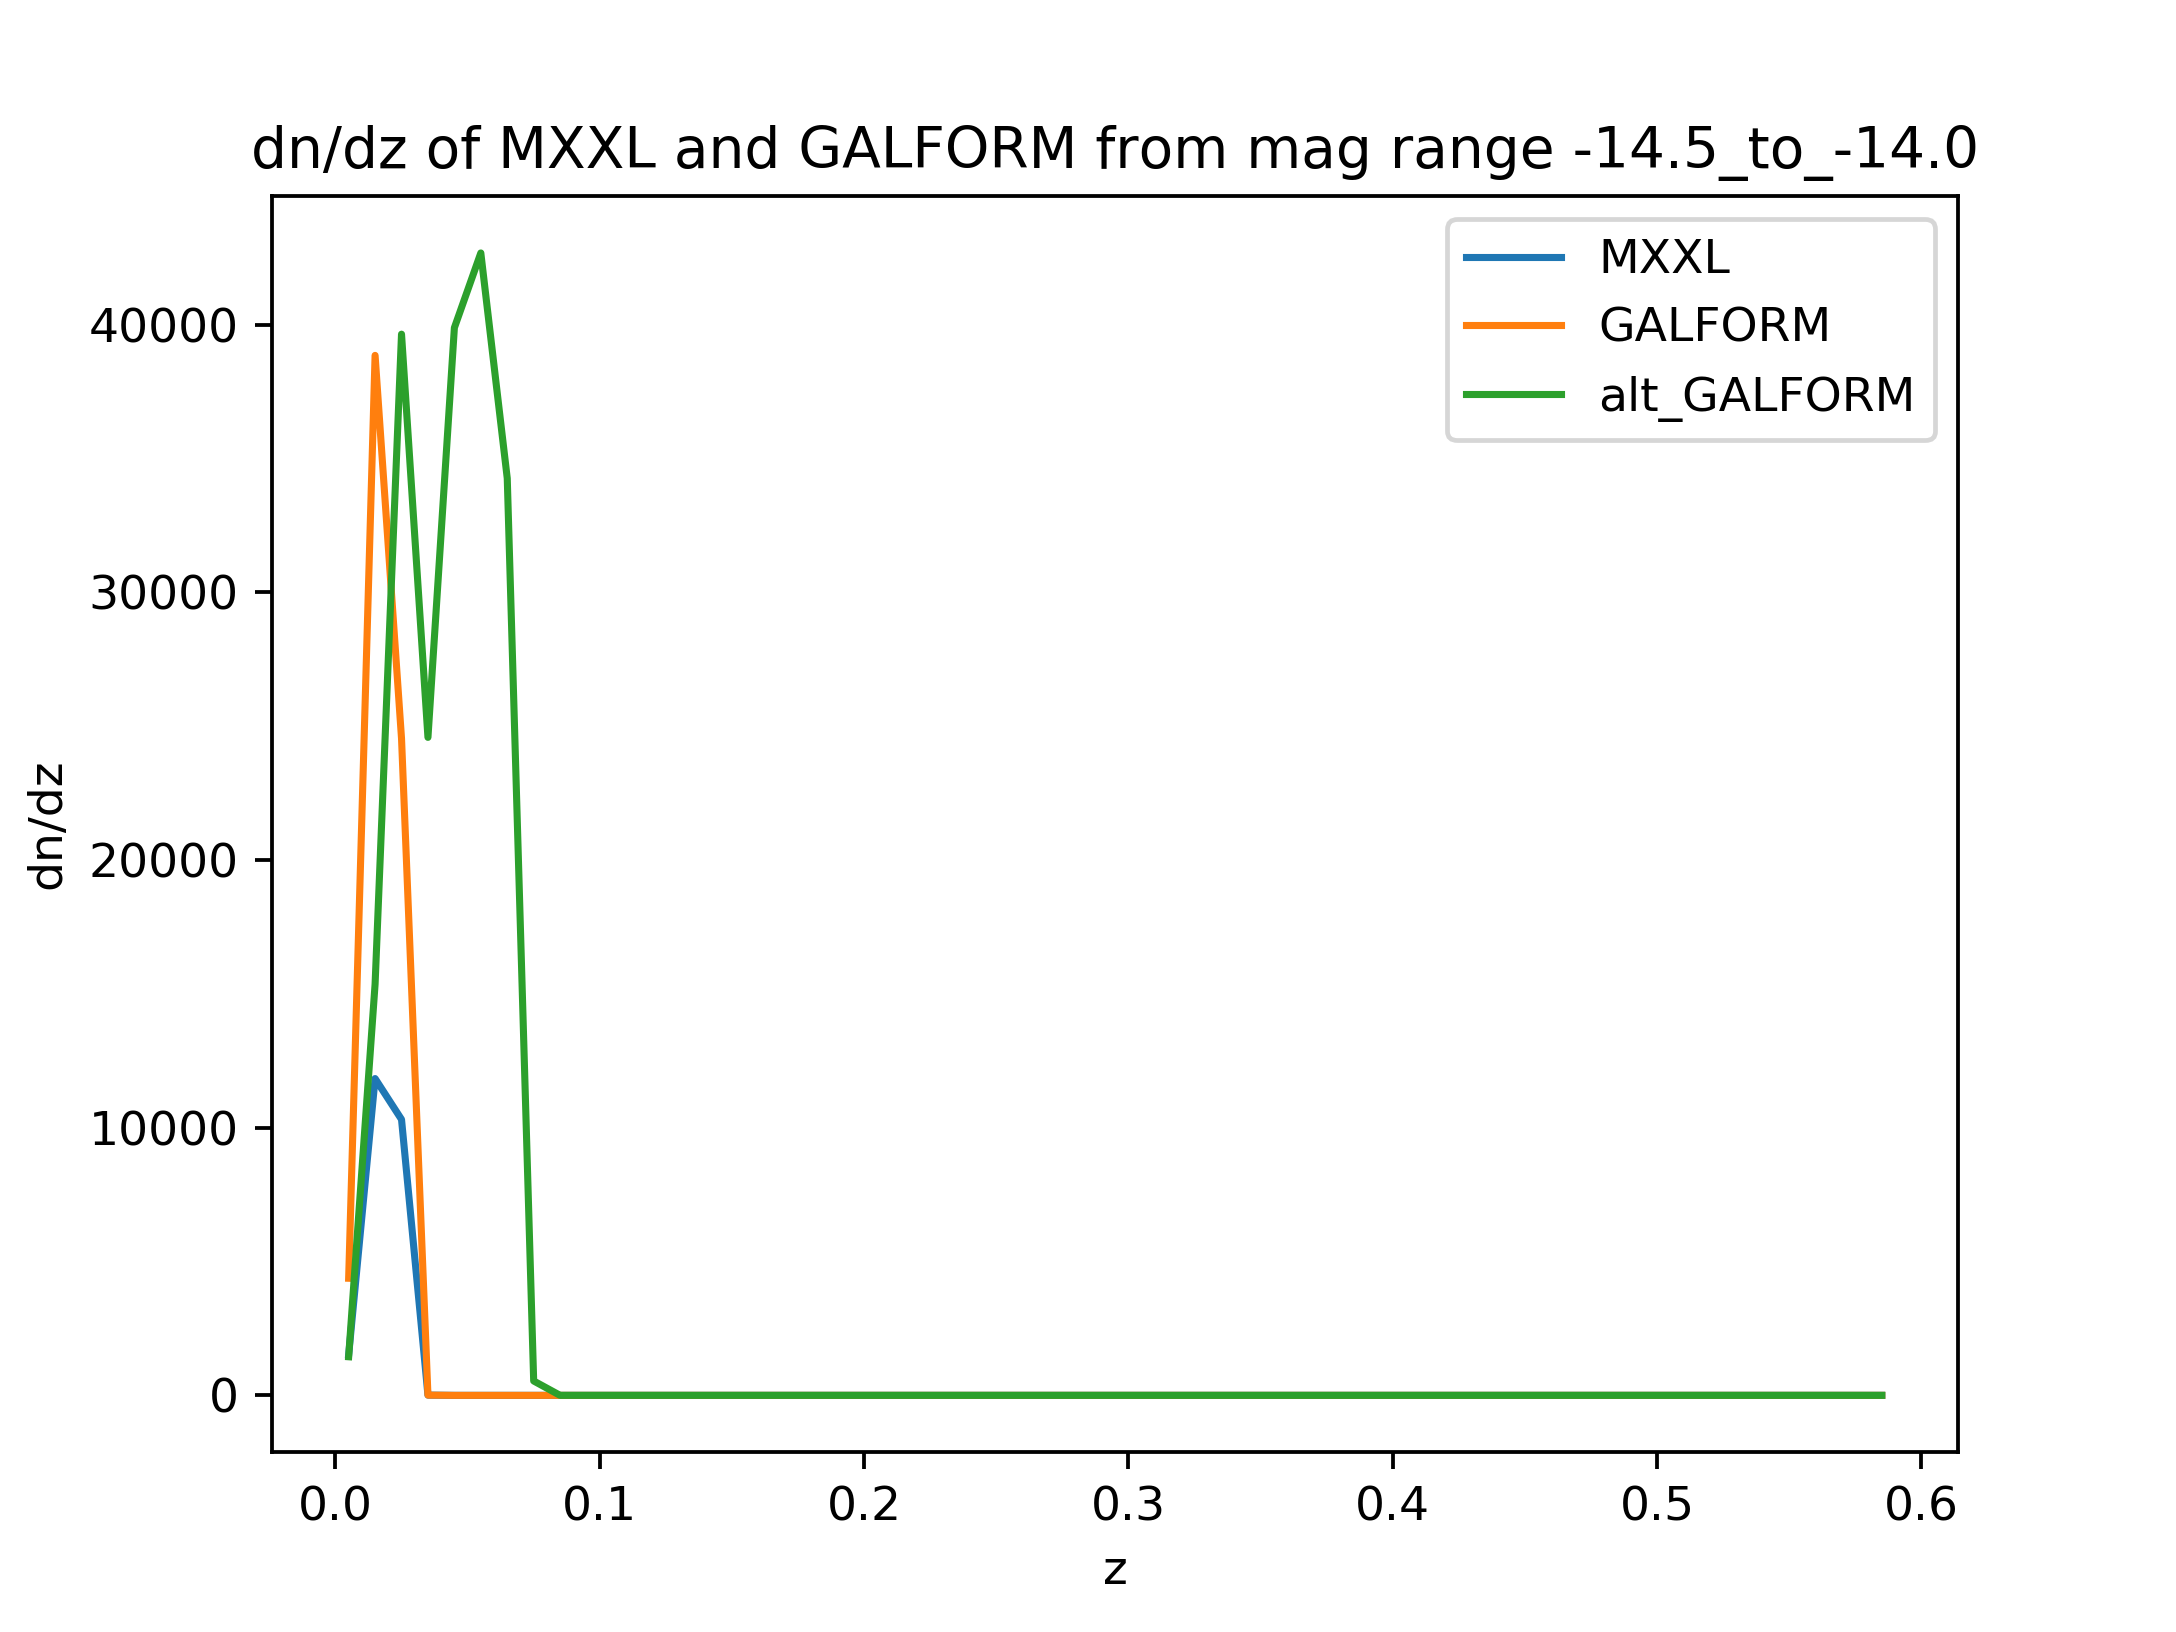 dn/dz of MXXL and GALFORM from mag range -14.5_to_-14.0
MXXL
GALFORM
alt_GALFORM
40000
30000
20000
10000
0
dn/dz
0.0 0.1 0.2 0.3 0.4 0.5 0.6
z